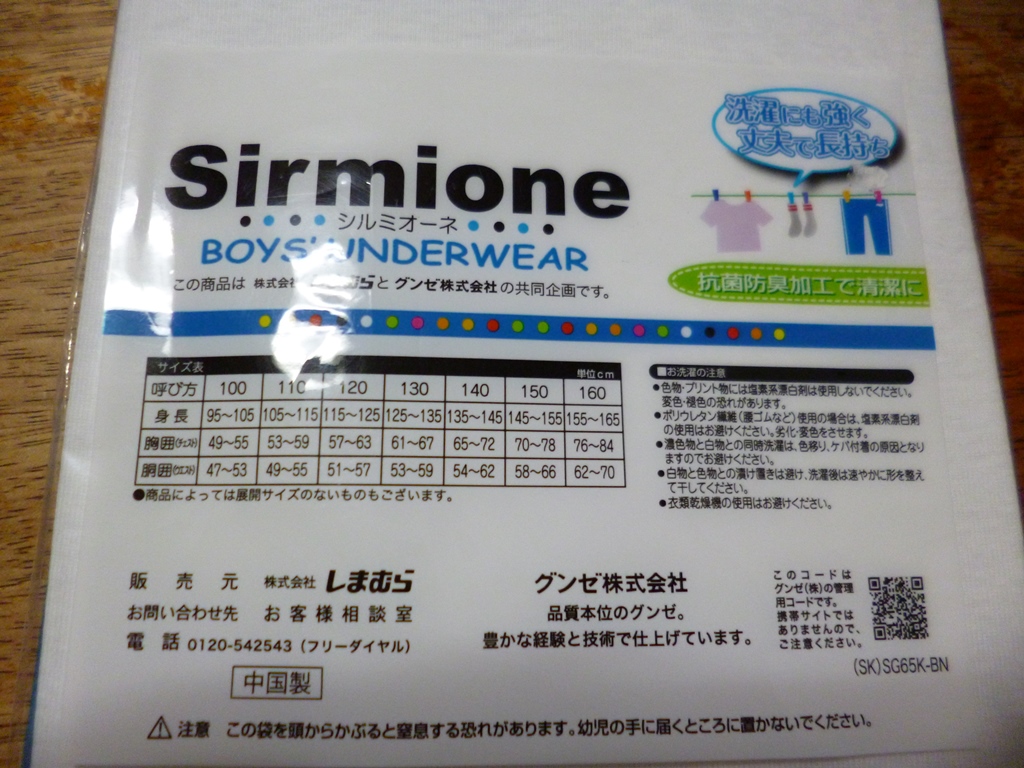 洗濯にも強く
丈夫で長持ち
Sirmione
シルミオーネ
BOYS' UNDERWEAR
この商品は 株式会社しまむらと グンゼ株式会社の共同企画です。
抗菌防臭加工で清潔に
サイズ表 単位cm
呼び方 100 110 120 130 140 150 160
身長 95~105 105~115 115~125 125~135 135~145 145~155 155~165
胸囲(チェスト) 49~55 53~59 57~63 61~67 65~72 70~78 76~84
胴囲(ウエスト) 47~53 49~55 51~57 53~59 54~62 58~66 62~70
●商品によっては展開サイズのないものもございます。
■お洗濯の注意
●色物・プリント物には塩素系漂白剤は使用しないでください。
変色・褪色の恐れがあります。
●ポリウレタン繊維(腰ゴムなど)使用の場合は、塩素系漂白剤
の使用はお避けください。劣化・変色をさせます。
●濃色物と白物との同時洗濯は、色移り、ケバ付着の原因となり
ますのでお避けください。
●白物と色物との漬け置きは避け、洗濯後は速やかに形を整え
て干してください。
●衣類乾燥機の使用はお避けください。
販売元 株式会社 しまむら
お問い合わせ先 お客様相談室
電話 0120-542543 (フリーダイヤル)
中国製
グンゼ株式会社
品質本位のグンゼ。
豊かな経験と技術で仕上げています。
このコードは
グンゼ(株)の管理
用コードです。
携帯サイトでは
ありませんので、
ご注意ください。
(SK)SG65K-BN
注意 この袋を頭からかぶると窒息する恐れがあります。幼児の手に届くところに置かないでください。